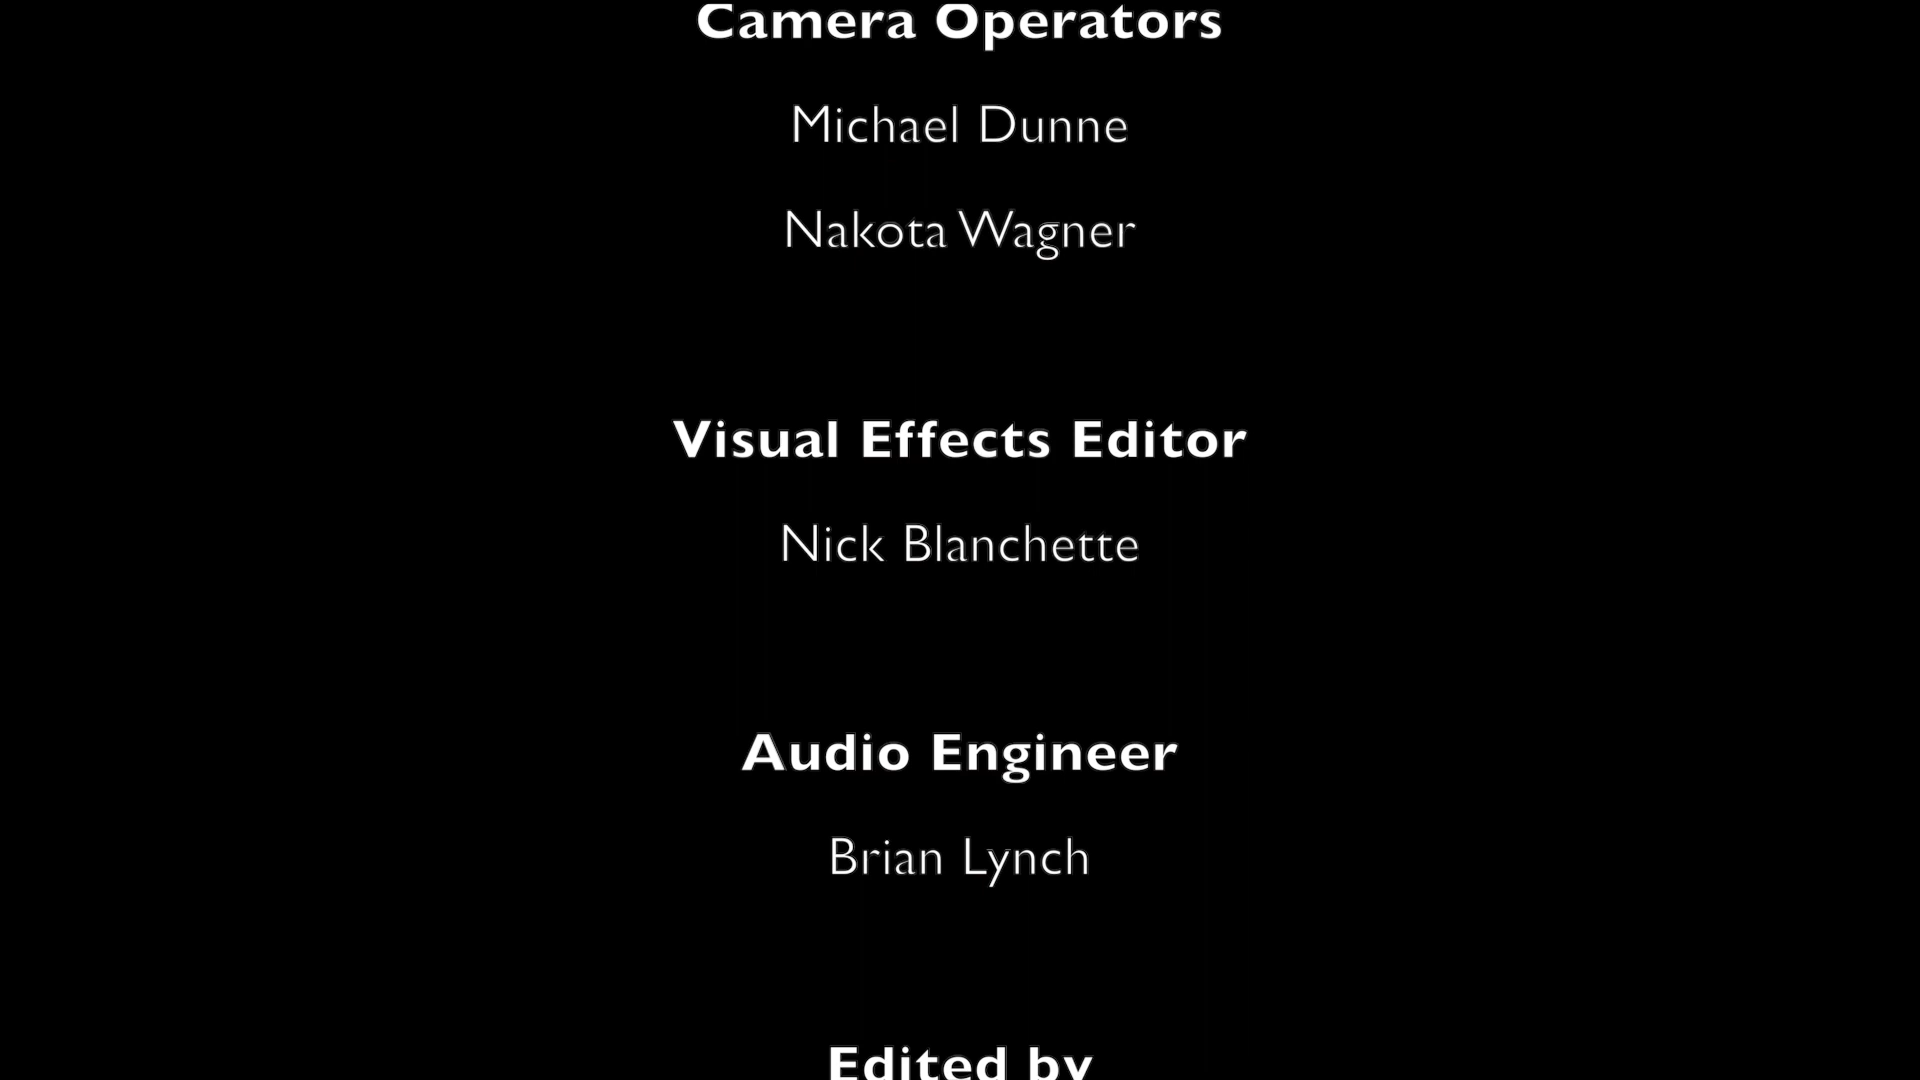 Camera Operators
Michael Dunne
Nakota Wagner
Visual Effects Editor
Nick Blanchette
Audio Engineer
Brian Lynch
Edited by